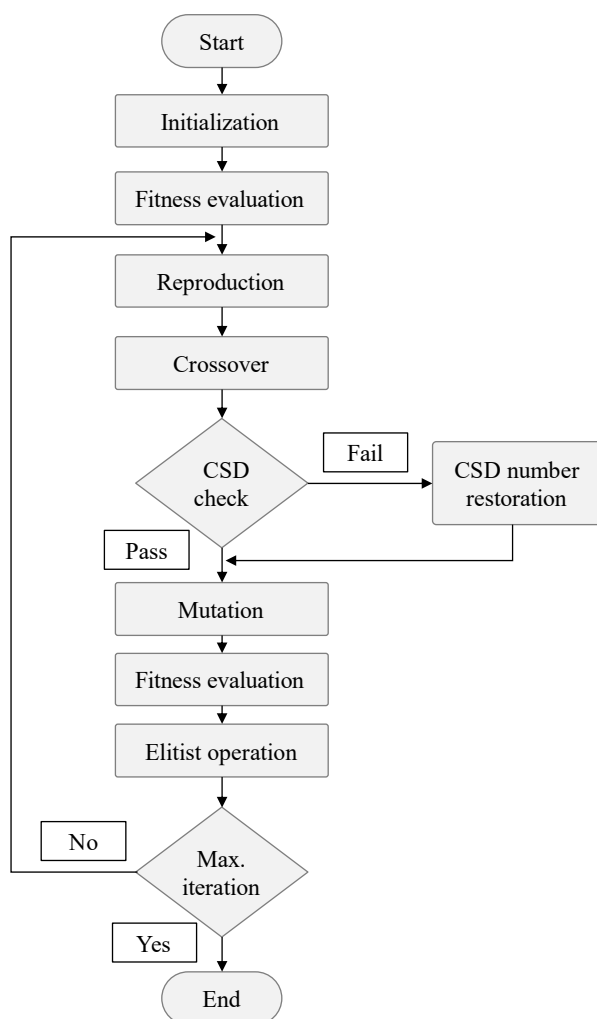 Start
Initialization
Fitness evaluation
Reproduction
Crossover
CSD
check
Fail
CSD number
restoration
Pass
Mutation
Fitness evaluation
Elitist operation
No
Max.
iteration
Yes
End